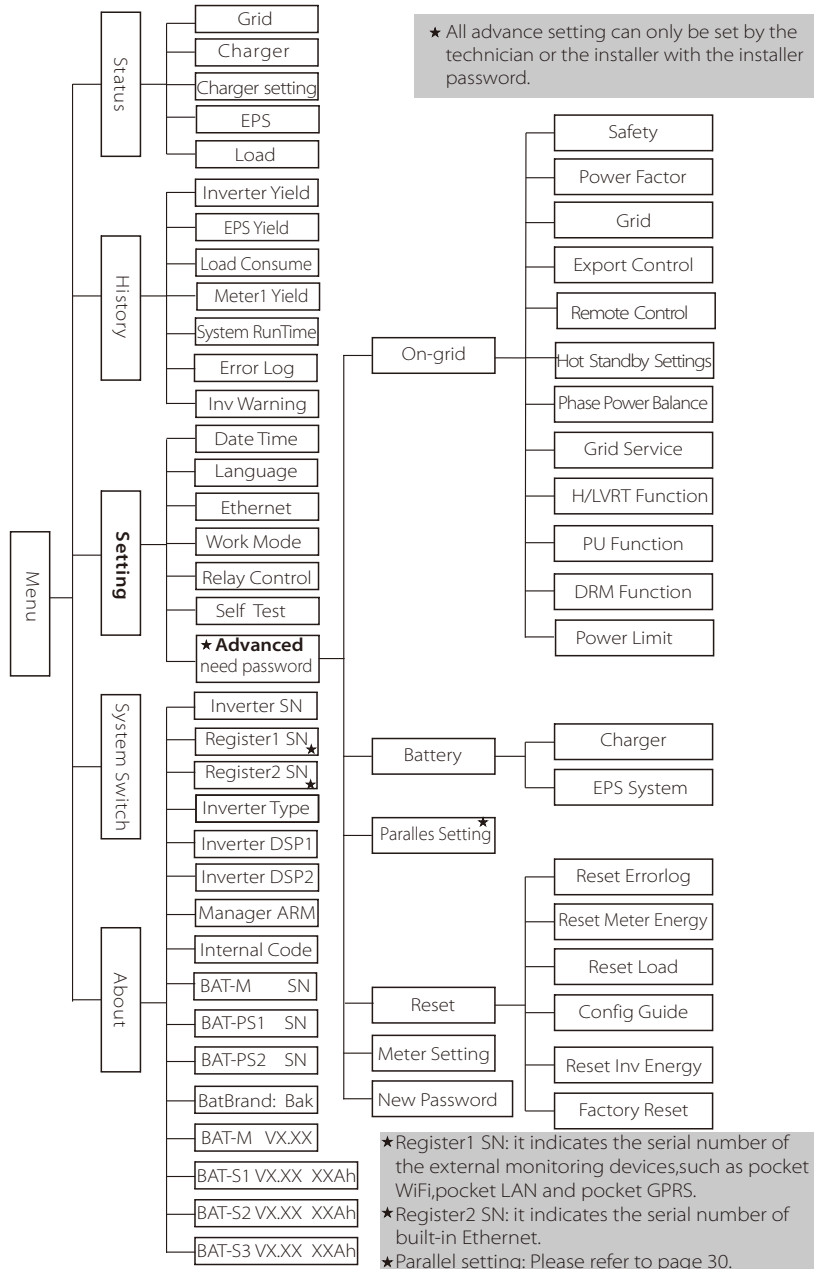 ★ All advance setting can only be set by the
technician or the installer with the installer
password.
Menu
Status
Grid
Charger
Charger setting
EPS
Load
History
Inverter Yield
EPS Yield
Load Consume
Meter1 Yield
System RunTime
Error Log
Inv Warning
Setting
Date Time
Language
Ethernet
Work Mode
Relay Control
Self Test
★ Advanced
need password
On-grid
Safety
Power Factor
Grid
Export Control
Remote Control
Hot Standby Settings
Phase Power Balance
Grid Service
H/LVRT Function
PU Function
DRM Function
Power Limit
Battery
Charger
EPS System
Paralles Setting ★
Reset
Reset Errorlog
Reset Meter Energy
Reset Load
Config Guide
Reset Inv Energy
Factory Reset
Meter Setting
New Password
System Switch
About
Inverter SN
Register1 SN ★
Register2 SN ★
Inverter Type
Inverter DSP1
Inverter DSP2
Manager ARM
Internal Code
BAT-M SN
BAT-PS1 SN
BAT-PS2 SN
BatBrand: Bak
BAT-M VX.XX
BAT-S1 VX.XX XXAh
BAT-S2 VX.XX XXAh
BAT-S3 VX.XX XXAh
★Register1 SN: it indicates the serial number of
the external monitoring devices,such as pocket
WiFi,pocket LAN and pocket GPRS.
★Register2 SN: it indicates the serial number of
built-in Ethernet.
★Parallel setting: Please refer to page 30.